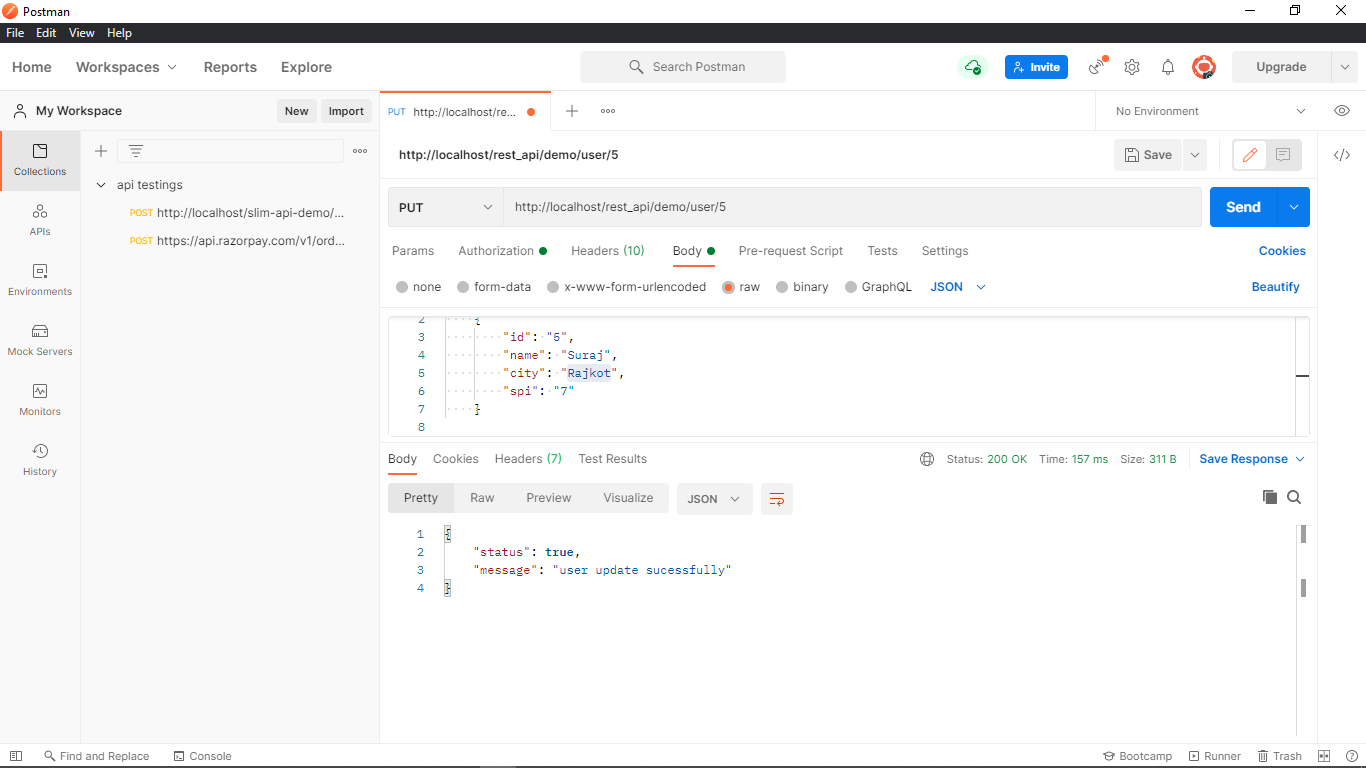 Postman
File Edit View Help
Home Workspaces Reports Explore Search Postman Invite Upgrade
My Workspace New Import PUT http://localhost/re... No Environment
Collections
APIs
Environments
Mock Servers
Monitors
History
api testings
POST http://localhost/slim-api-demo/...
POST https://api.razorpay.com/v1/ord...
http://localhost/rest_api/demo/user/5 Save
PUT http://localhost/rest_api/demo/user/5 Send
Params Authorization Headers (10) Body Pre-request Script Tests Settings Cookies
none form-data x-www-form-urlencoded raw binary GraphQL JSON Beautify
2 {
3 "id": "5",
4 "name": "Suraj",
5 "city": "Rajkot",
6 "spi": "7"
7 }
8
Body Cookies Headers (7) Test Results Status: 200 OK Time: 157 ms Size: 311 B Save Response
Pretty Raw Preview Visualize JSON
1 {
2 "status": true,
3 "message": "user update sucessfully"
4 }
Find and Replace Console Bootcamp Runner Trash